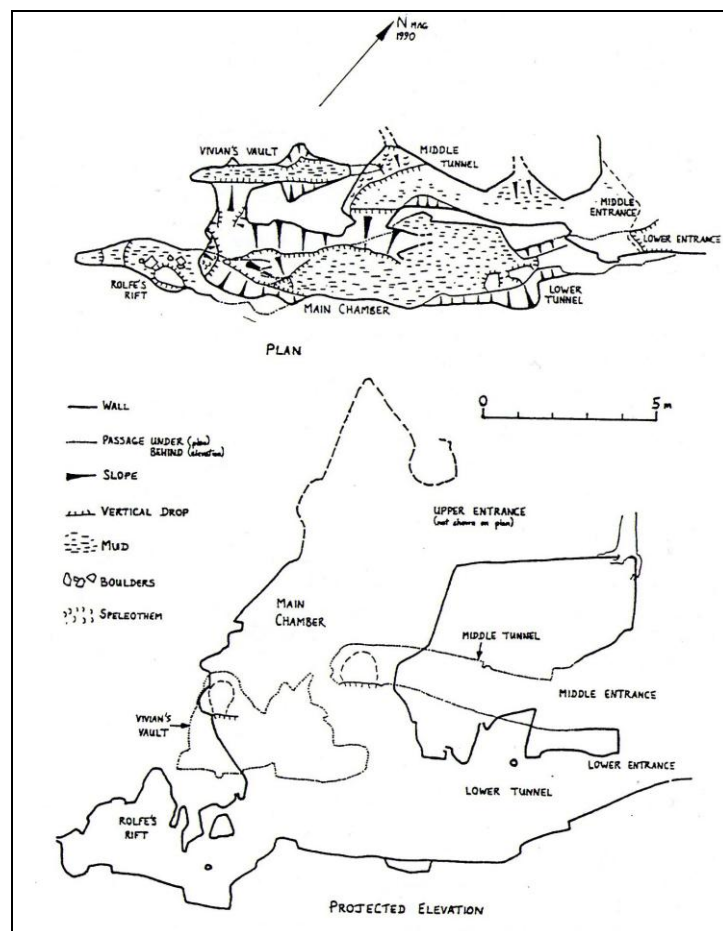 N MAG
1990
VIVIAN'S VAULT
MIDDLE
TUNNEL
MIDDLE
ENTRANCE
LOWER ENTRANCE
ROLFE'S
RIFT
MAIN CHAMBER
LOWER
TUNNEL
PLAN
WALL
PASSAGE UNDER (plan)
BEHIND (elevation)
SLOPE
VERTICAL DROP
MUD
BOULDERS
SPELEOTHEM
0 5 m
UPPER ENTRANCE
(not shown on plan)
MAIN
CHAMBER
MIDDLE TUNNEL
MIDDLE ENTRANCE
VIVIAN'S
VAULT
LOWER ENTRANCE
LOWER TUNNEL
ROLFE'S
RIFT
PROJECTED ELEVATION